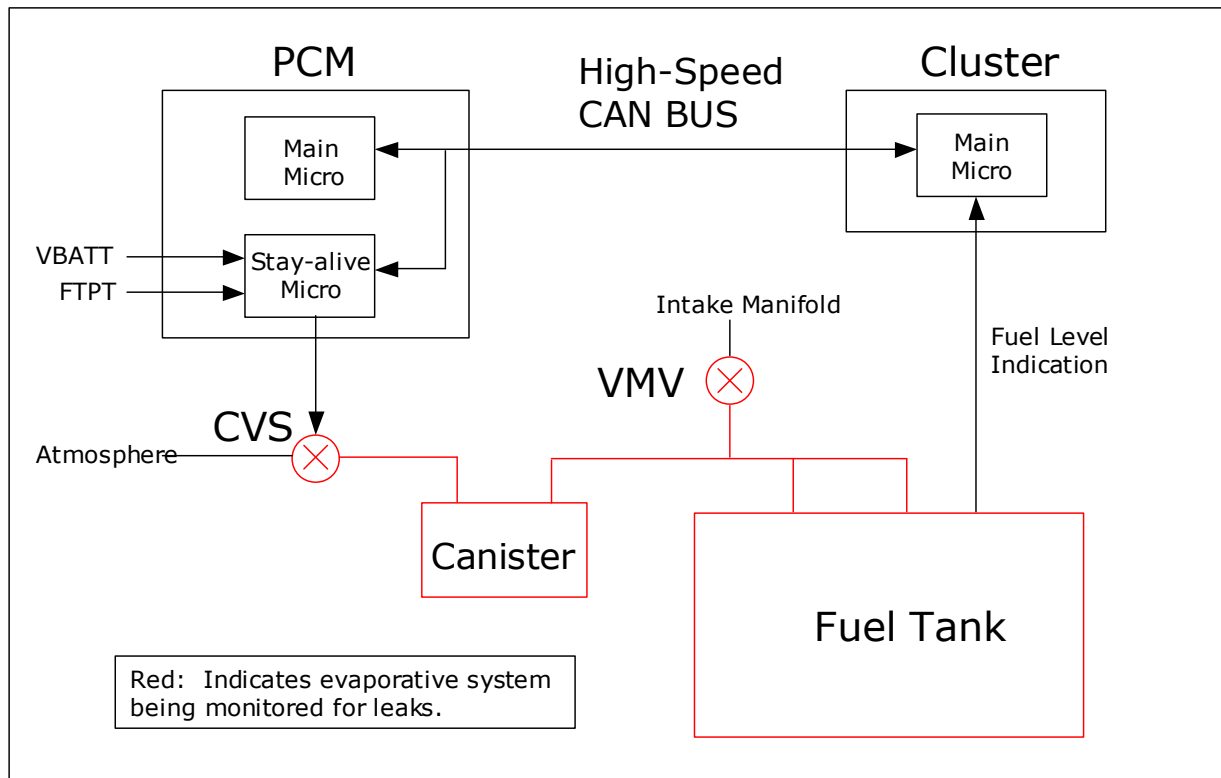 PCM
High-Speed
CAN BUS
Cluster
Main
Micro
Main
Micro
VBATT
FTPT
Stay-alive
Micro
Intake Manifold
Fuel Level
Indication
VMV
CVS
Atmosphere
Canister
Fuel Tank
Red: Indicates evaporative system
being monitored for leaks.